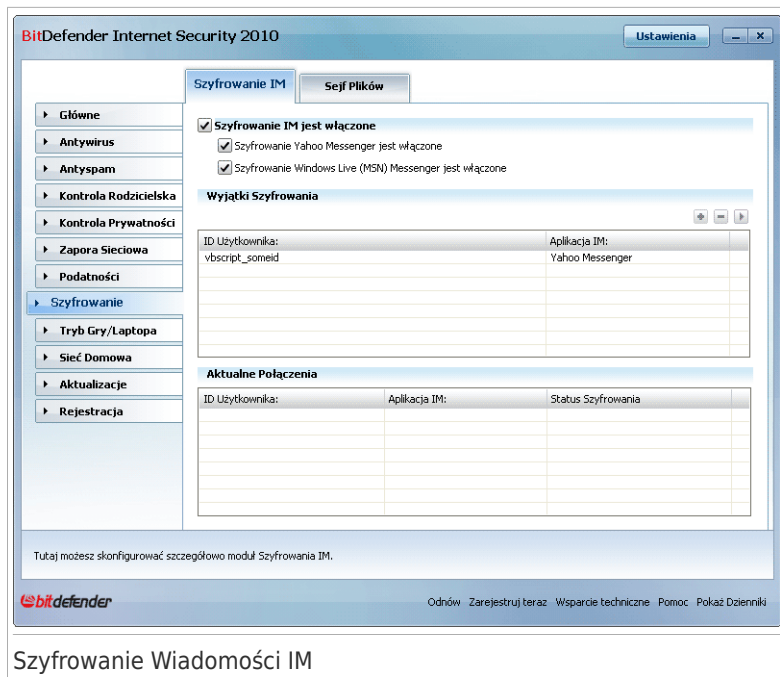 BitDefender Internet Security 2010
Ustawienia
Szyfrowanie IM
Sejf Plików
Główne
Antywirus
Antyspam
Kontrola Rodzicielska
Kontrola Prywatności
Zapora Sieciowa
Podatności
Szyfrowanie
Tryb Gry/Laptopa
Sieć Domowa
Aktualizacje
Rejestracja
Szyfrowanie IM jest włączone
Szyfrowanie Yahoo Messenger jest włączone
Szyfrowanie Windows Live (MSN) Messenger jest włączone
Wyjątki Szyfrowania
ID Użytkownika: Aplikacja IM:
vbscript_someid Yahoo Messenger
Aktualne Połączenia
ID Użytkownika: Aplikacja IM: Status Szyfrowania
Tutaj możesz skonfigurować szczegółowo moduł Szyfrowania IM.
bitdefender
Odnów Zarejestruj teraz Wsparcie techniczne Pomoc Pokaż Dzienniki
Szyfrowanie Wiadomości IM